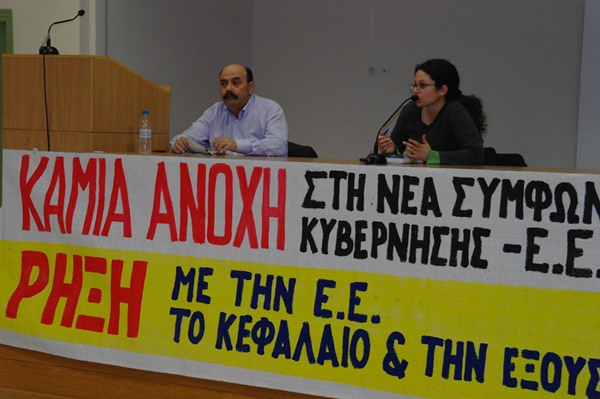 ΚΑΜΙΑ ΑΝΟΧΗ ΣΤΗ ΝΕΑ ΣΥΜΦΩΝ
ΚΥΒΕΡΝΗΣΗΣ - Ε.Ε.
ΡΗΞΗ ΜΕ ΤΗΝ Ε.Ε.
ΤΟ ΚΕΦΑΛΑΙΟ & ΤΗΝ ΕΞΟΥΣ